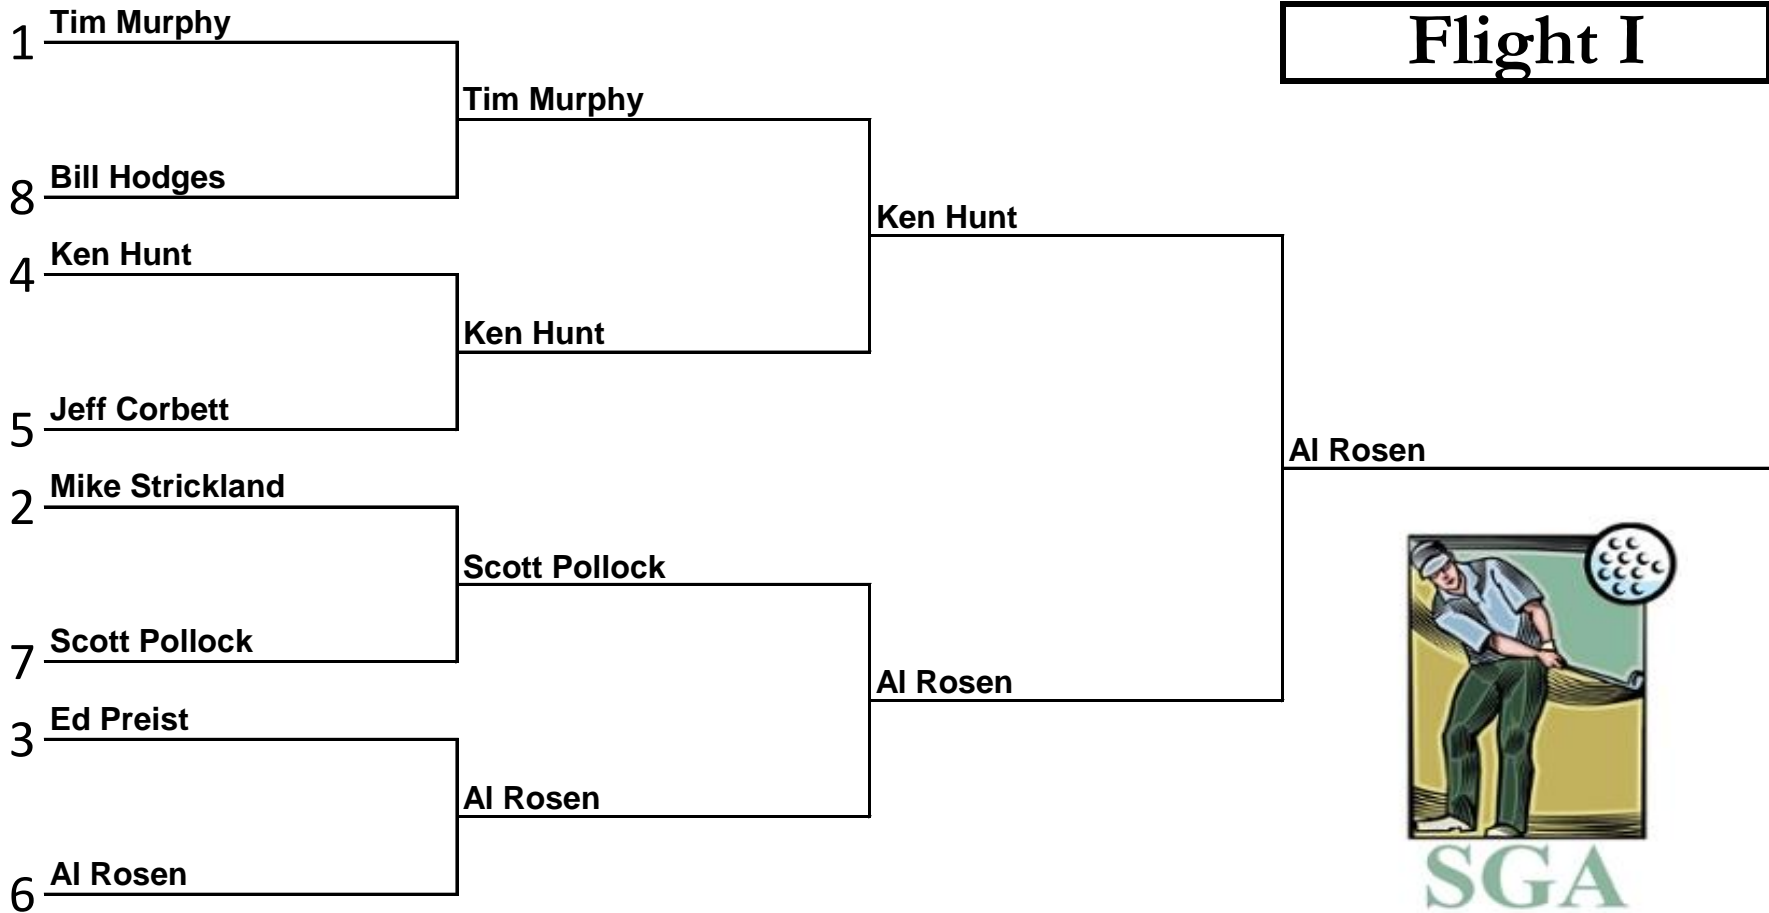 Flight I
1 Tim Murphy
Tim Murphy
8 Bill Hodges
Ken Hunt
4 Ken Hunt
Ken Hunt
5 Jeff Corbett
Al Rosen
2 Mike Strickland
Scott Pollock
7 Scott Pollock
Al Rosen
3 Ed Preist
Al Rosen
6 Al Rosen
SGA